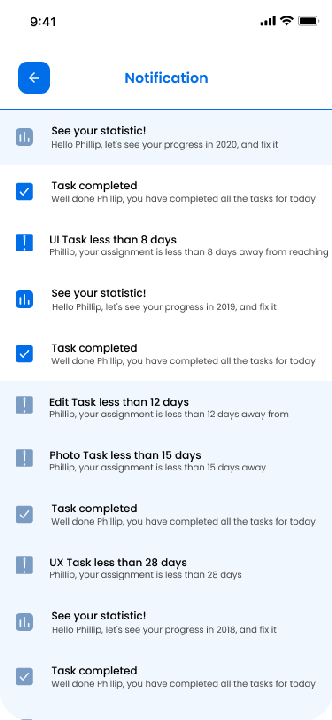 9:41
Notification
See your statistic!
Hello Phillip, let's see your progress in 2020, and fix it
Task completed
Well done Phillip, you have completed all the tasks for today
UI Task less than 8 days
Phillip, your assignment is less than 8 days away from reaching
See your statistic!
Hello Phillip, let's see your progress in 2019, and fix it
Task completed
Well done Phillip, you have completed all the tasks for today
Edit Task less than 12 days
Phillip, your assignment is less than 12 days away from
Photo Task less than 15 days
Phillip, your assignment is less than 15 days away
Task completed
Well done Phillip, you have completed all the tasks for today
UX Task less than 28 days
Phillip, your assignment is less than 28 days
See your statistic!
Hello Phillip, let's see your progress in 2018, and fix it
Task completed
Well done Phillip, you have completed all the tasks for today